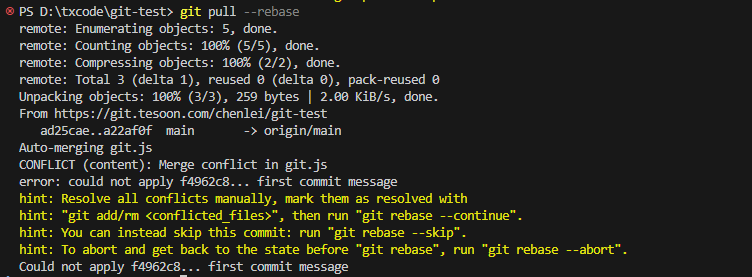 PS D:\txcode\git-test> git pull --rebase
remote: Enumerating objects: 5, done.
remote: Counting objects: 100% (5/5), done.
remote: Compressing objects: 100% (2/2), done.
remote: Total 3 (delta 1), reused 0 (delta 0), pack-reused 0
Unpacking objects: 100% (3/3), 259 bytes | 2.00 KiB/s, done.
From https://git.tesoon.com/chenlei/git-test
   ad25cae..a22af0f  main       -> origin/main
Auto-merging git.js
CONFLICT (content): Merge conflict in git.js
error: could not apply f4962c8... first commit message
hint: Resolve all conflicts manually, mark them as resolved with
hint: "git add/rm <conflicted_files>", then run "git rebase --continue".
hint: You can instead skip this commit: run "git rebase --skip".
hint: To abort and get back to the state before "git rebase", run "git rebase --abort".
Could not apply f4962c8... first commit message